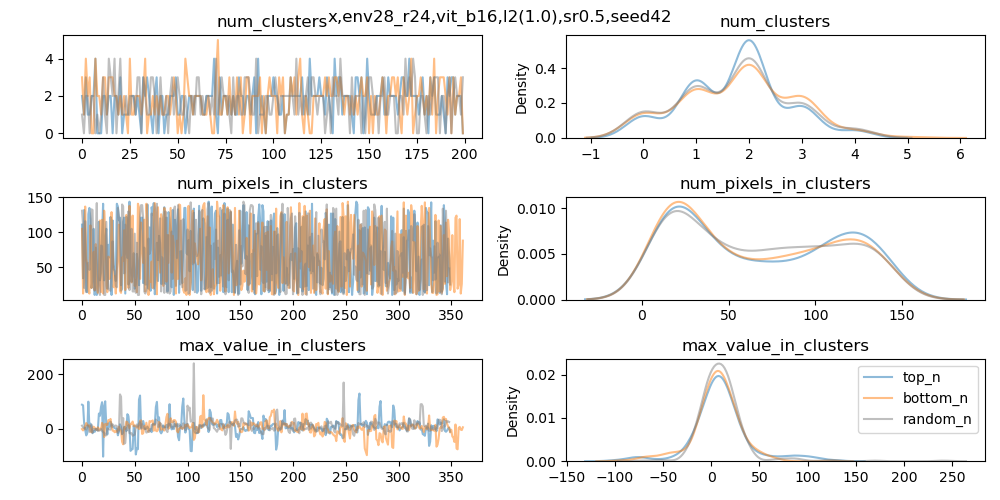 x,env28_r24,vit_b16,l2(1.0),sr0.5,seed42
num_clusters
4
2
0
0 25 50 75 100 125 150 175 200
num_clusters
Density
0.4
0.2
0.0
−1 0 1 2 3 4 5 6
num_pixels_in_clusters
150
100
50
0 50 100 150 200 250 300 350
num_pixels_in_clusters
Density
0.010
0.005
0.000
0 50 100 150
max_value_in_clusters
200
0
0 50 100 150 200 250 300 350
max_value_in_clusters
Density
0.02
0.01
0.00
−150 −100 −50 0 50 100 150 200 250
top_n
bottom_n
random_n